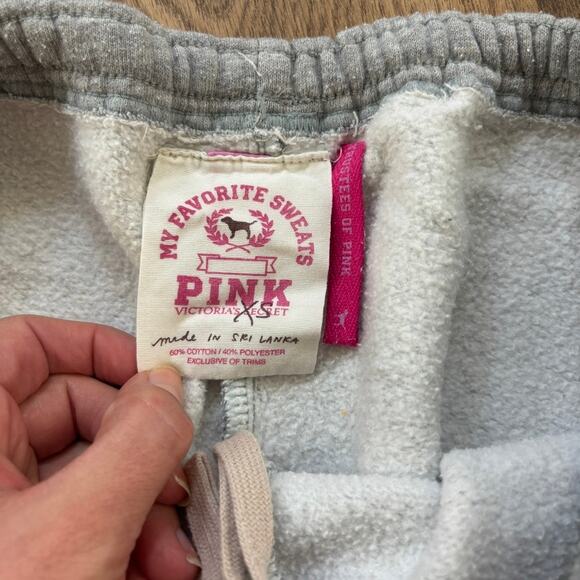 MY FAVORITE SWEATS
PINK
VICTORIA'S SECRET
XS
made IN SRI LANKA
60% COTTON / 40% POLYESTER
EXCLUSIVE OF TRIMS
RUSTEES OF PINK